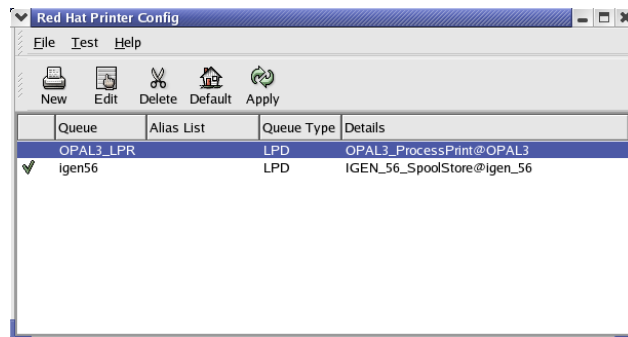 Red Hat Printer Config
File Test Help
New Edit Delete Default Apply
Queue Alias List Queue Type Details
OPAL3_LPR LPD OPAL3_ProcessPrint@OPAL3
igen56 LPD IGEN_56_SpoolStore@igen_56